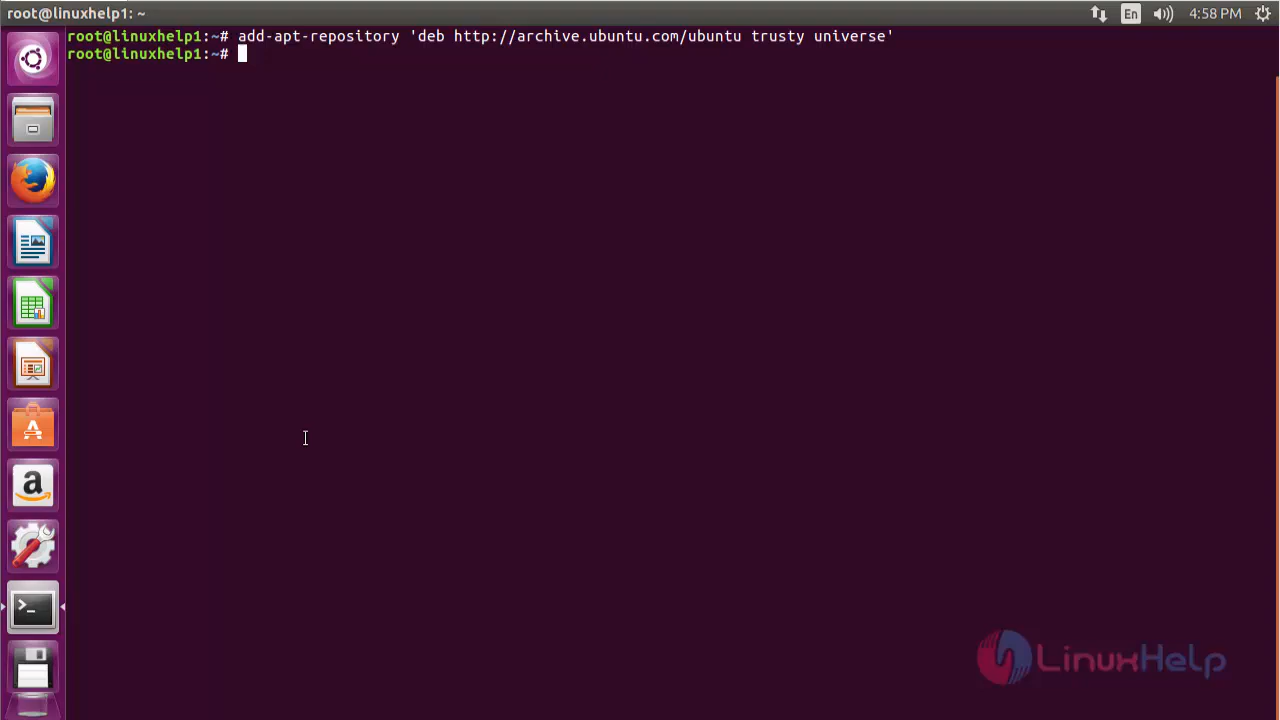 root@linuxhelp1: ~
En
4:58 PM
root@linuxhelp1:~# add-apt-repository 'deb http://archive.ubuntu.com/ubuntu trusty universe'
root@linuxhelp1:~#
LinuxHelp